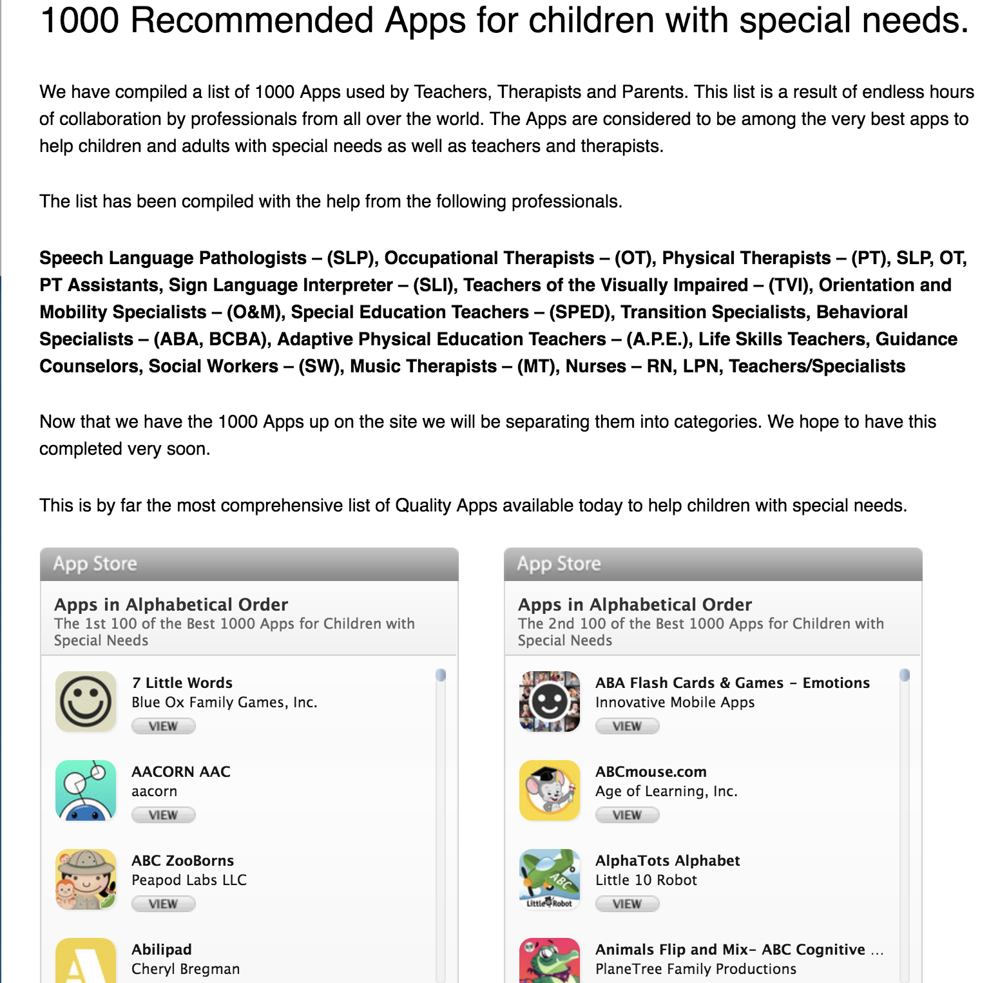 1000 Recommended Apps for children with special needs.
We have compiled a list of 1000 Apps used by Teachers, Therapists and Parents. This list is a result of endless hours
of collaboration by professionals from all over the world. The Apps are considered to be among the very best apps to
help children and adults with special needs as well as teachers and therapists.
The list has been compiled with the help from the following professionals.
Speech Language Pathologists – (SLP), Occupational Therapists – (OT), Physical Therapists – (PT), SLP, OT,
PT Assistants, Sign Language Interpreter – (SLI), Teachers of the Visually Impaired – (TVI), Orientation and
Mobility Specialists – (O&M), Special Education Teachers – (SPED), Transition Specialists, Behavioral
Specialists – (ABA, BCBA), Adaptive Physical Education Teachers – (A.P.E.), Life Skills Teachers, Guidance
Counselors, Social Workers – (SW), Music Therapists – (MT), Nurses – RN, LPN, Teachers/Specialists
Now that we have the 1000 Apps up on the site we will be separating them into categories. We hope to have this
completed very soon.
This is by far the most comprehensive list of Quality Apps available today to help children with special needs.
App Store
Apps in Alphabetical Order
The 1st 100 of the Best 1000 Apps for Children with
Special Needs
7 Little Words
Blue Ox Family Games, Inc.
VIEW
AACORN AAC
aacorn
VIEW
ABC ZooBorns
Peapod Labs LLC
VIEW
A
Abilipad
Cheryl Bregman
App Store
Apps in Alphabetical Order
The 2nd 100 of the Best 1000 Apps for Children with
Special Needs
ABA Flash Cards & Games – Emotions
Innovative Mobile Apps
VIEW
ABCmouse.com
Age of Learning, Inc.
VIEW
ABC
Little Robot
AlphaTots Alphabet
Little 10 Robot
VIEW
Animals Flip and Mix– ABC Cognitive ...
PlaneTree Family Productions